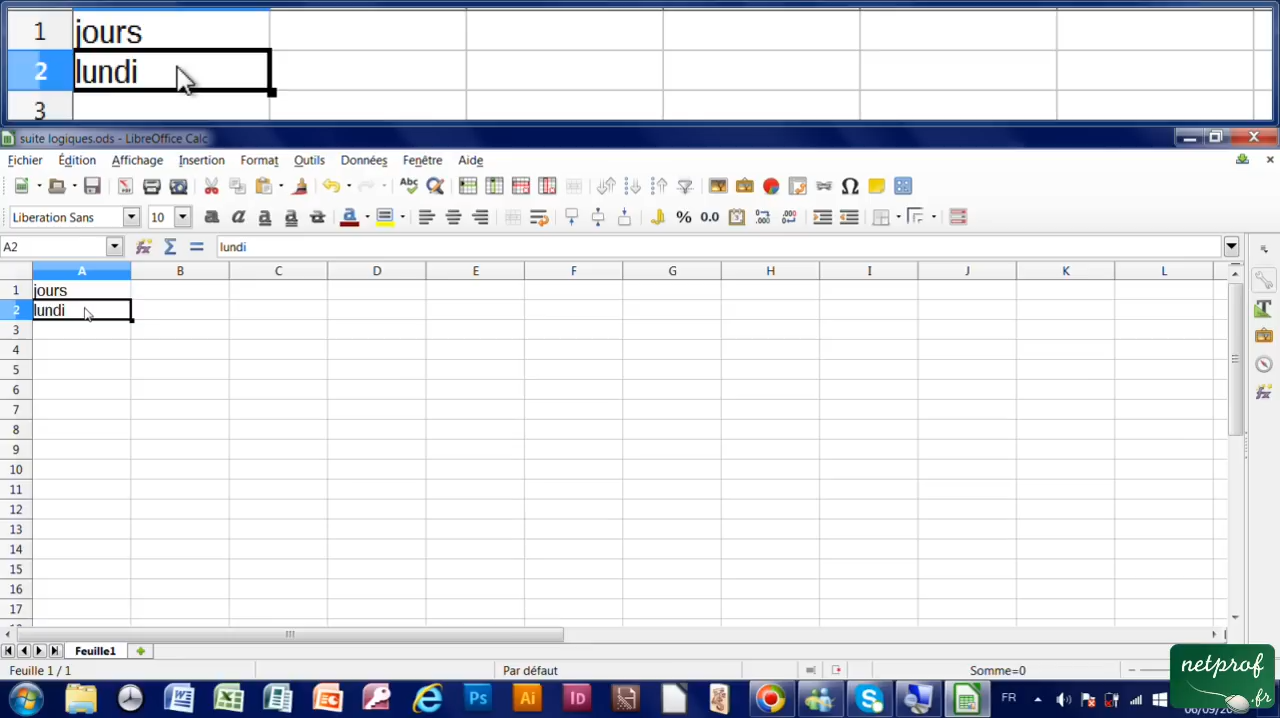 1 jours
2 lundi
3
suite logiques.ods - LibreOffice Calc
Fichier Édition Affichage Insertion Format Outils Données Fenêtre Aide
Liberation Sans 10
A2 lundi
A B C D E F G H I J K L
1 jours
2 lundi
3
4
5
6
7
8
9
10
11
12
13
14
15
16
17
Feuille1
Feuille 1 / 1 Par défaut Somme=0
FR
netprof
.fr